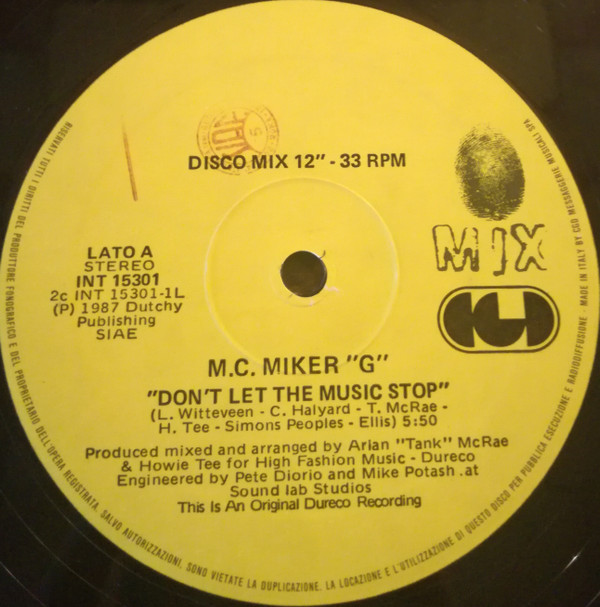 DISCO MIX 12" - 33 RPM
MIX
CGD
LATO A
STEREO
INT 15301
2c INT 15301-1L
(P) 1987 Dutchy
Publishing
SIAE
M.C. MIKER "G"
"DON'T LET THE MUSIC STOP"
(L. Witteveen - C. Halyard - T. McRae -
H. Tee - Simons Peoples - Ellis) 5:50
Produced mixed and arranged by Arlan "Tank" McRae
& Howie Tee for High Fashion Music - Dureco
Engineered by Pete Diorio and Mike Potash .at
Sound lab Studios
This Is An Original Dureco Recording
RISERVATI TUTTI I DIRITTI DEL PRODUTTORE FONOGRAFICO E DEL PROPRIETARIO DELL'OPERA REGISTRATA. SALVO AUTORIZZAZIONI, SONO VIETATE LA DUPLICAZIONE, LA LOCAZIONE E L'UTILIZZAZIONE DI QUESTO DISCO PER PUBBLICA ESECUZIONE E RADIODIFFUSIONE - MADE IN ITALY BY CGD MESSAGGERIE MUSICALI SPA